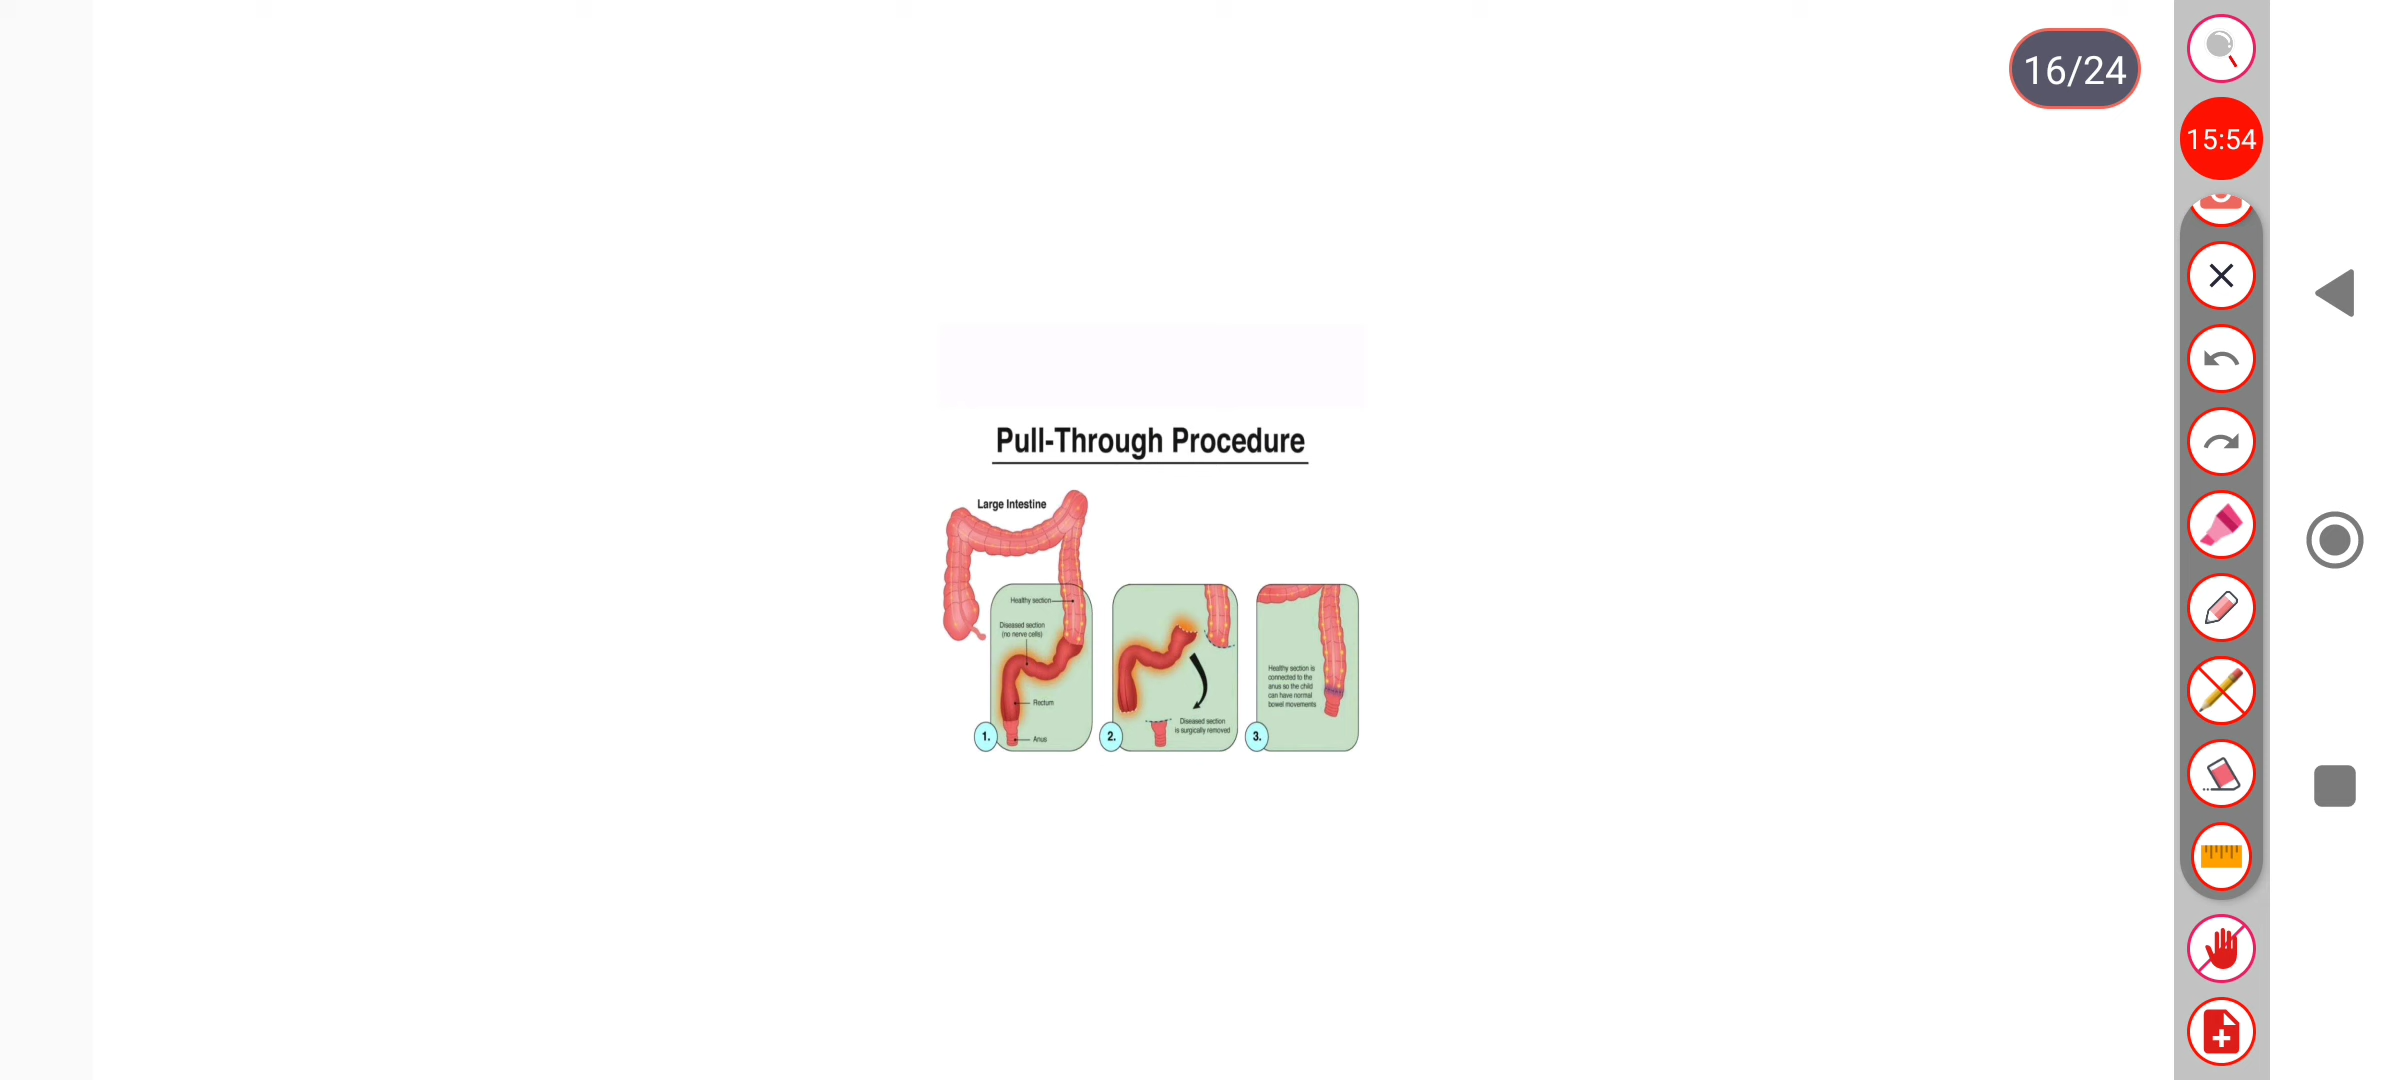 16/24
15:54
Pull-Through Procedure
Large Intestine
Healthy section
Diseased section
(no nerve cells)
Rectum
Anus
1.
Diseased section
is surgically removed
2.
Healthy section is
connected to the
anus so the child
can have normal
bowel movements
3.